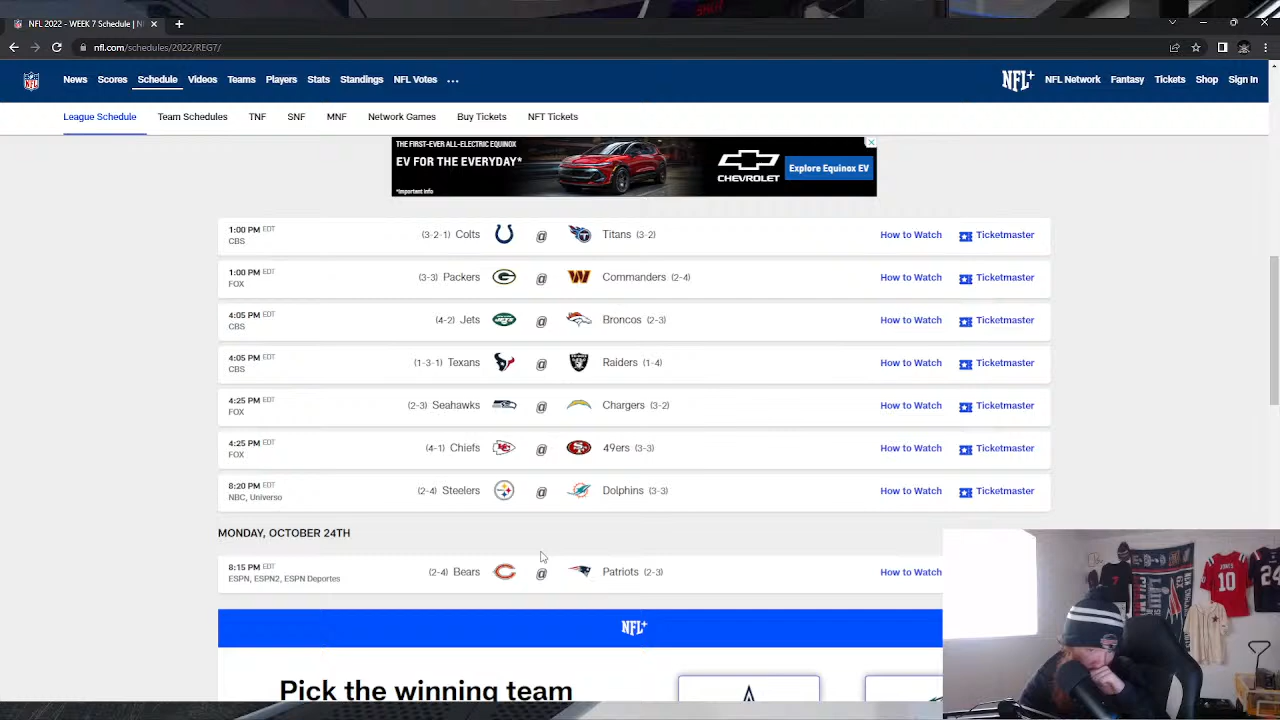 NFL 2022 - WEEK 7 Schedule | N
nfl.com/schedules/2022/REG7/
NFL News Scores Schedule Videos Teams Players Stats Standings NFL Votes ... NFL+ NFL Network Fantasy Tickets Shop Sign In
League Schedule Team Schedules TNF SNF MNF Network Games Buy Tickets NFT Tickets
THE FIRST-EVER ALL-ELECTRIC EQUINOX
EV FOR THE EVERYDAY*
*Important info
CHEVROLET
Explore Equinox EV
1:00 PM EDT
CBS
(3-2-1) Colts @ Titans (3-2) How to Watch Ticketmaster
1:00 PM EDT
FOX
(3-3) Packers @ Commanders (2-4) How to Watch Ticketmaster
4:05 PM EDT
CBS
(4-2) Jets @ Broncos (2-3) How to Watch Ticketmaster
4:05 PM EDT
CBS
(1-3-1) Texans @ Raiders (1-4) How to Watch Ticketmaster
4:25 PM EDT
FOX
(2-3) Seahawks @ Chargers (3-2) How to Watch Ticketmaster
4:25 PM EDT
FOX
(4-1) Chiefs @ 49ers (3-3) How to Watch Ticketmaster
8:20 PM EDT
NBC, Universo
(2-4) Steelers @ Dolphins (3-3) How to Watch Ticketmaster
MONDAY, OCTOBER 24TH
8:15 PM EDT
ESPN, ESPN2, ESPN Deportes
(2-4) Bears @ Patriots (2-3) How to Watch
NFL+
Pick the winning team
JONES
10
24